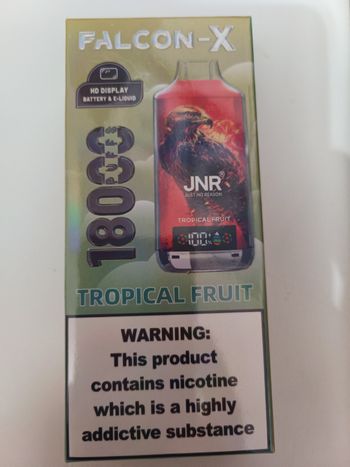 FALCON-X
HD DISPLAY
BATTERY & E-LIQUID
18000
JNR
JUST NO REASON
TROPICAL FRUIT
100%
TROPICAL FRUIT
WARNING:
This product
contains nicotine
which is a highly
addictive substance